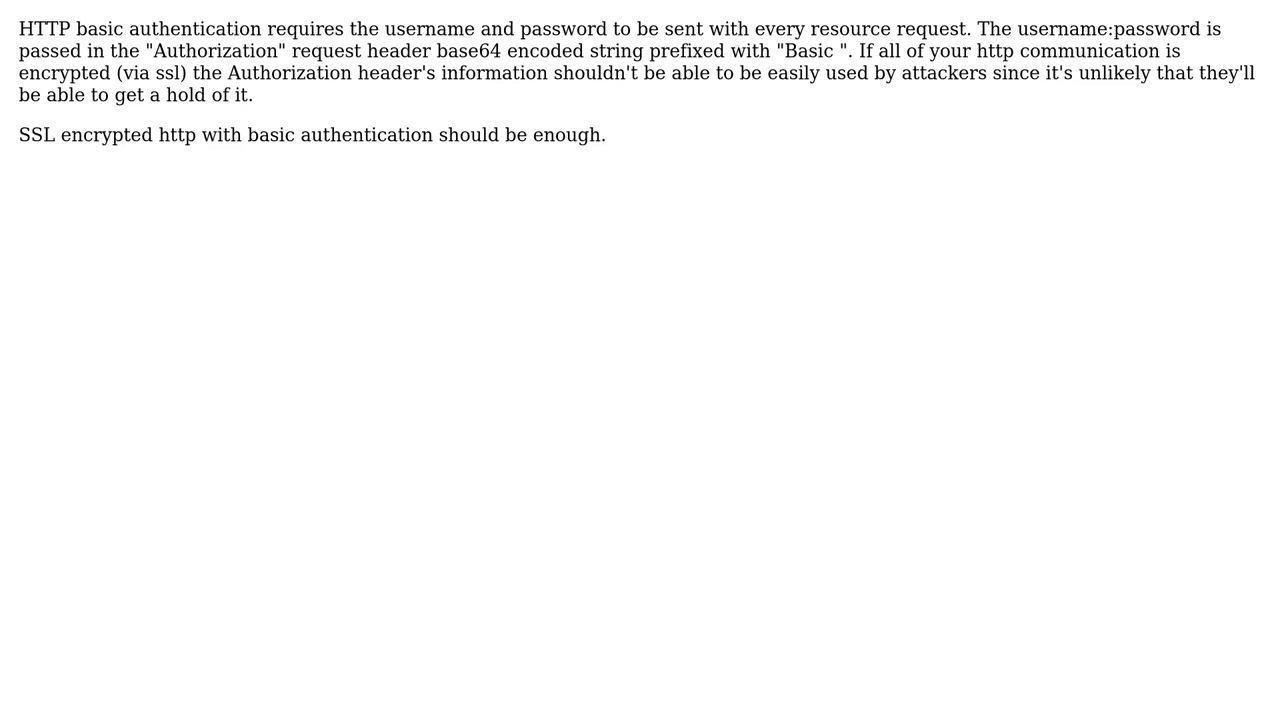 HTTP basic authentication requires the username and password to be sent with every resource request. The username:password is
passed in the "Authorization" request header base64 encoded string prefixed with "Basic ". If all of your http communication is
encrypted (via ssl) the Authorization header's information shouldn't be able to be easily used by attackers since it's unlikely that they'll
be able to get a hold of it.
SSL encrypted http with basic authentication should be enough.